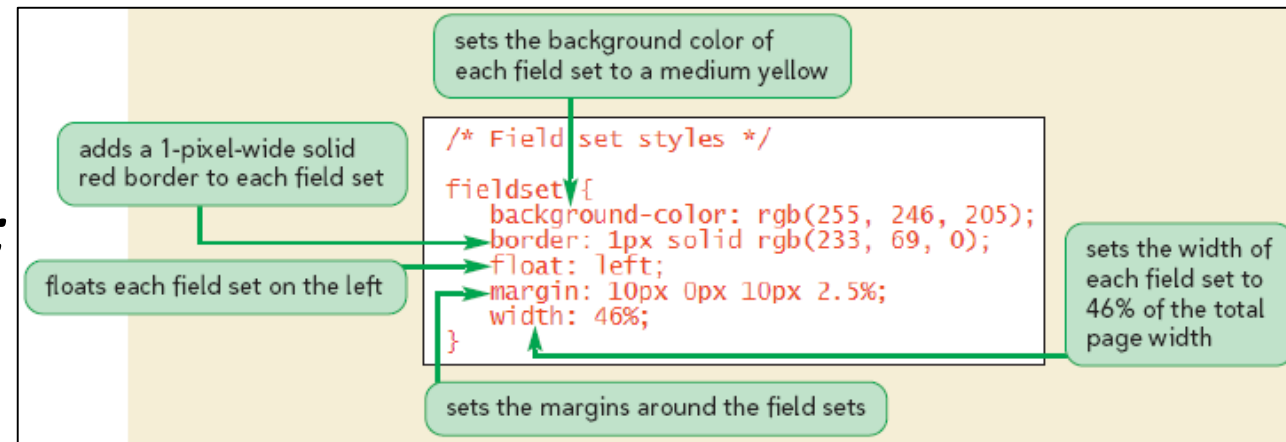 sets the background color of
each field set to a medium yellow
adds a 1-pixel-wide solid
red border to each field set
floats each field set on the left
/* Field set styles */
fieldset {
background-color: rgb(255, 246, 205);
border: 1px solid rgb(233, 69, 0);
float: left;
margin: 10px 0px 10px 2.5%;
width: 46%;
}
sets the width of
each field set to
46% of the total
page width
sets the margins around the field sets